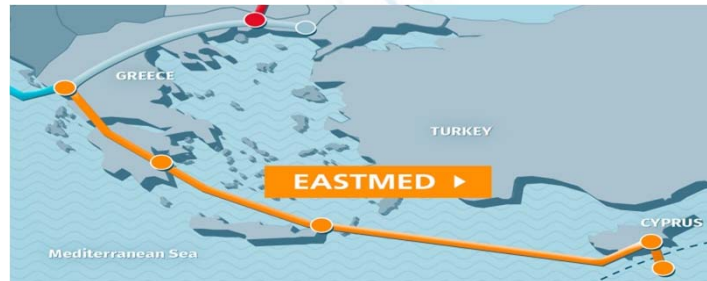 GREECE
TURKEY
EASTMED ▶
CYPRUS
Mediterranean Sea